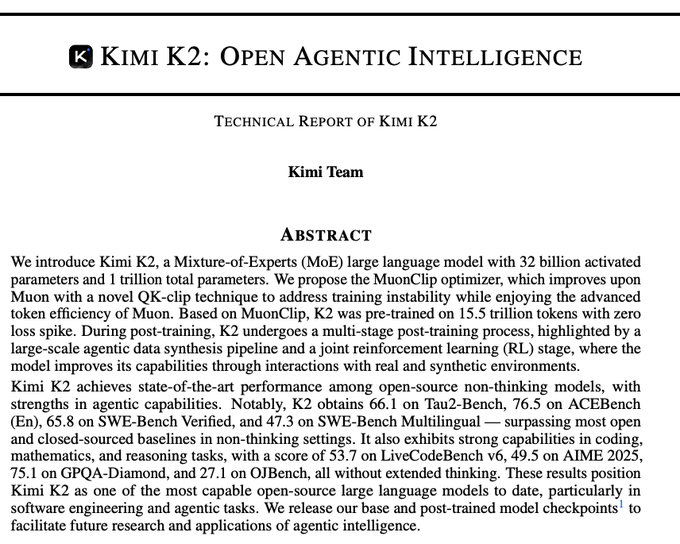 KIMI K2: OPEN AGENTIC INTELLIGENCE
TECHNICAL REPORT OF KIMI K2
Kimi Team
ABSTRACT
We introduce Kimi K2, a Mixture-of-Experts (MoE) large language model with 32 billion activated
parameters and 1 trillion total parameters. We propose the MuonClip optimizer, which improves upon
Muon with a novel QK-clip technique to address training instability while enjoying the advanced
token efficiency of Muon. Based on MuonClip, K2 was pre-trained on 15.5 trillion tokens with zero
loss spike. During post-training, K2 undergoes a multi-stage post-training process, highlighted by a
large-scale agentic data synthesis pipeline and a joint reinforcement learning (RL) stage, where the
model improves its capabilities through interactions with real and synthetic environments.
Kimi K2 achieves state-of-the-art performance among open-source non-thinking models, with
strengths in agentic capabilities. Notably, K2 obtains 66.1 on Tau2-Bench, 76.5 on ACEBench
(En), 65.8 on SWE-Bench Verified, and 47.3 on SWE-Bench Multilingual — surpassing most open
and closed-sourced baselines in non-thinking settings. It also exhibits strong capabilities in coding,
mathematics, and reasoning tasks, with a score of 53.7 on LiveCodeBench v6, 49.5 on AIME 2025,
75.1 on GPQA-Diamond, and 27.1 on OJBench, all without extended thinking. These results position
Kimi K2 as one of the most capable open-source large language models to date, particularly in
software engineering and agentic tasks. We release our base and post-trained model checkpoints¹ to
facilitate future research and applications of agentic intelligence.